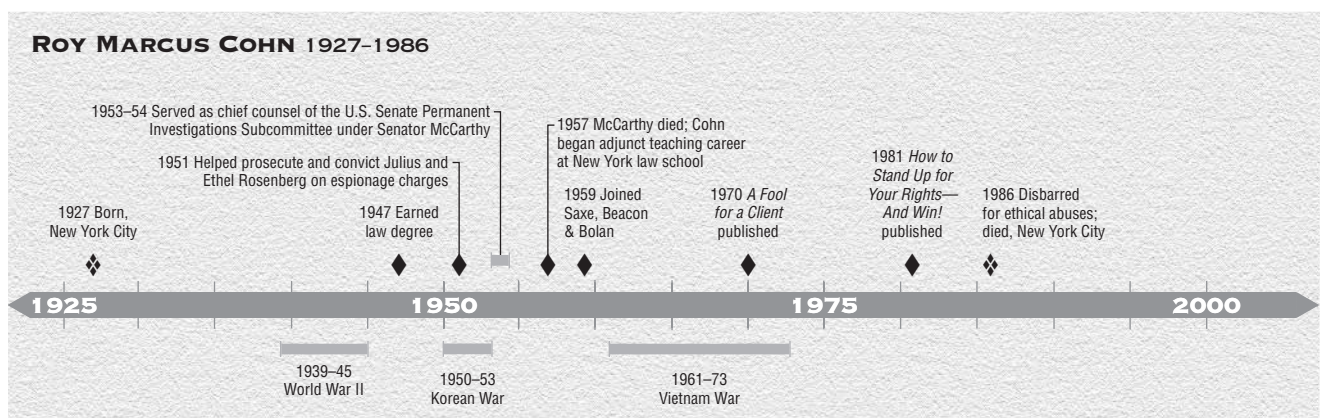 ROY MARCUS COHN 1927–1986
1953–54 Served as chief counsel of the U.S. Senate Permanent
Investigations Subcommittee under Senator McCarthy
1951 Helped prosecute and convict Julius and
Ethel Rosenberg on espionage charges
1927 Born,
New York City
1947 Earned
law degree
1957 McCarthy died; Cohn
began adjunct teaching career
at New York law school
1959 Joined
Saxe, Beacon
& Bolan
1970 A Fool
for a Client
published
1981 How to
Stand Up for
Your Rights—
And Win!
published
1986 Disbarred
for ethical abuses;
died, New York City
1925
1950
1975
2000
1939–45
World War II
1950–53
Korean War
1961–73
Vietnam War